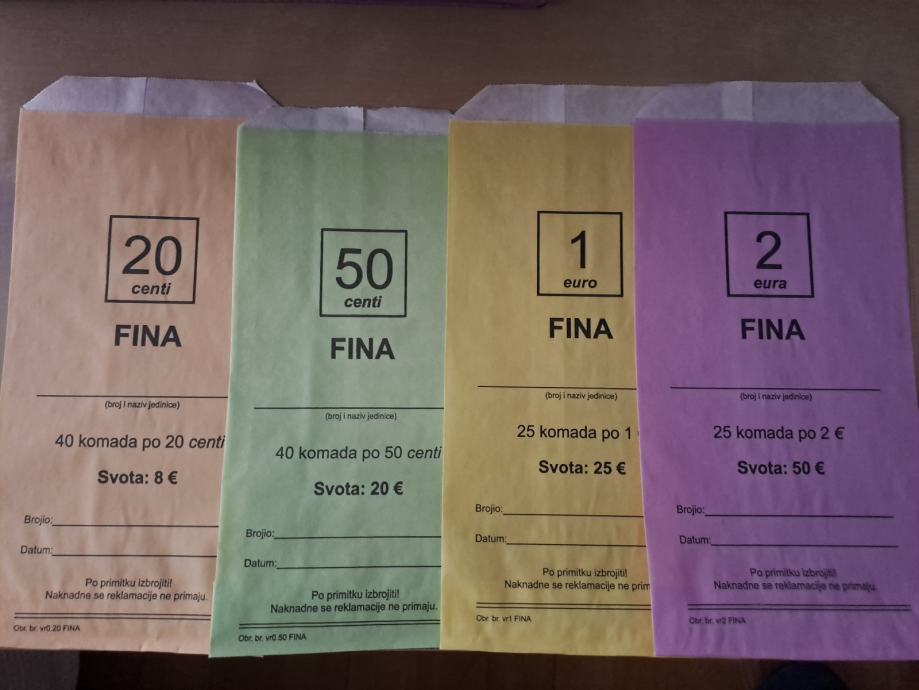 20
centi
FINA
(broj i naziv jedinice)
40 komada po 20 centi
Svota: 8 €
Brojio:
Datum:
Po primitku izbrojiti!
Naknadne se reklamacije ne primaju.
Obr. br. vr0.20 FINA
50
centi
FINA
(broj i naziv jedinice)
40 komada po 50 centi
Svota: 20 €
Brojio:
Datum:
Po primitku izbrojiti!
Naknadne se reklamacije ne primaju.
Obr. br. vr0.50 FINA
1
euro
FINA
(broj i naziv jedinice)
25 komada po 1
Svota: 25 €
Brojio:
Datum:
Po primitku izbrojiti!
Naknadne se reklamacije ne prim
Obr. br. vr1 FINA
2
eura
FINA
(broj i naziv jedinice)
25 komada po 2 €
Svota: 50 €
Brojio:
Datum:
Po primitku izbrojiti!
Naknadne se reklamacije ne primaju.
Obr. br. vr2 FINA